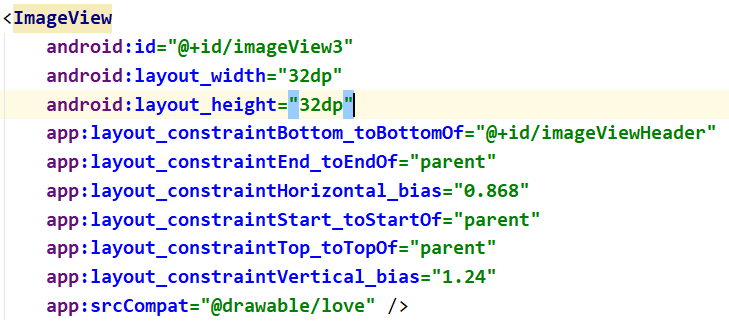 <ImageView
android:id="@+id/imageView3"
android:layout_width="32dp"
android:layout_height="32dp"
app:layout_constraintBottom_toBottomOf="@+id/imageViewHeader"
app:layout_constraintEnd_toEndOf="parent"
app:layout_constraintHorizontal_bias="0.868"
app:layout_constraintStart_toStartOf="parent"
app:layout_constraintTop_toTopOf="parent"
app:layout_constraintVertical_bias="1.24"
app:srcCompat="@drawable/love" />